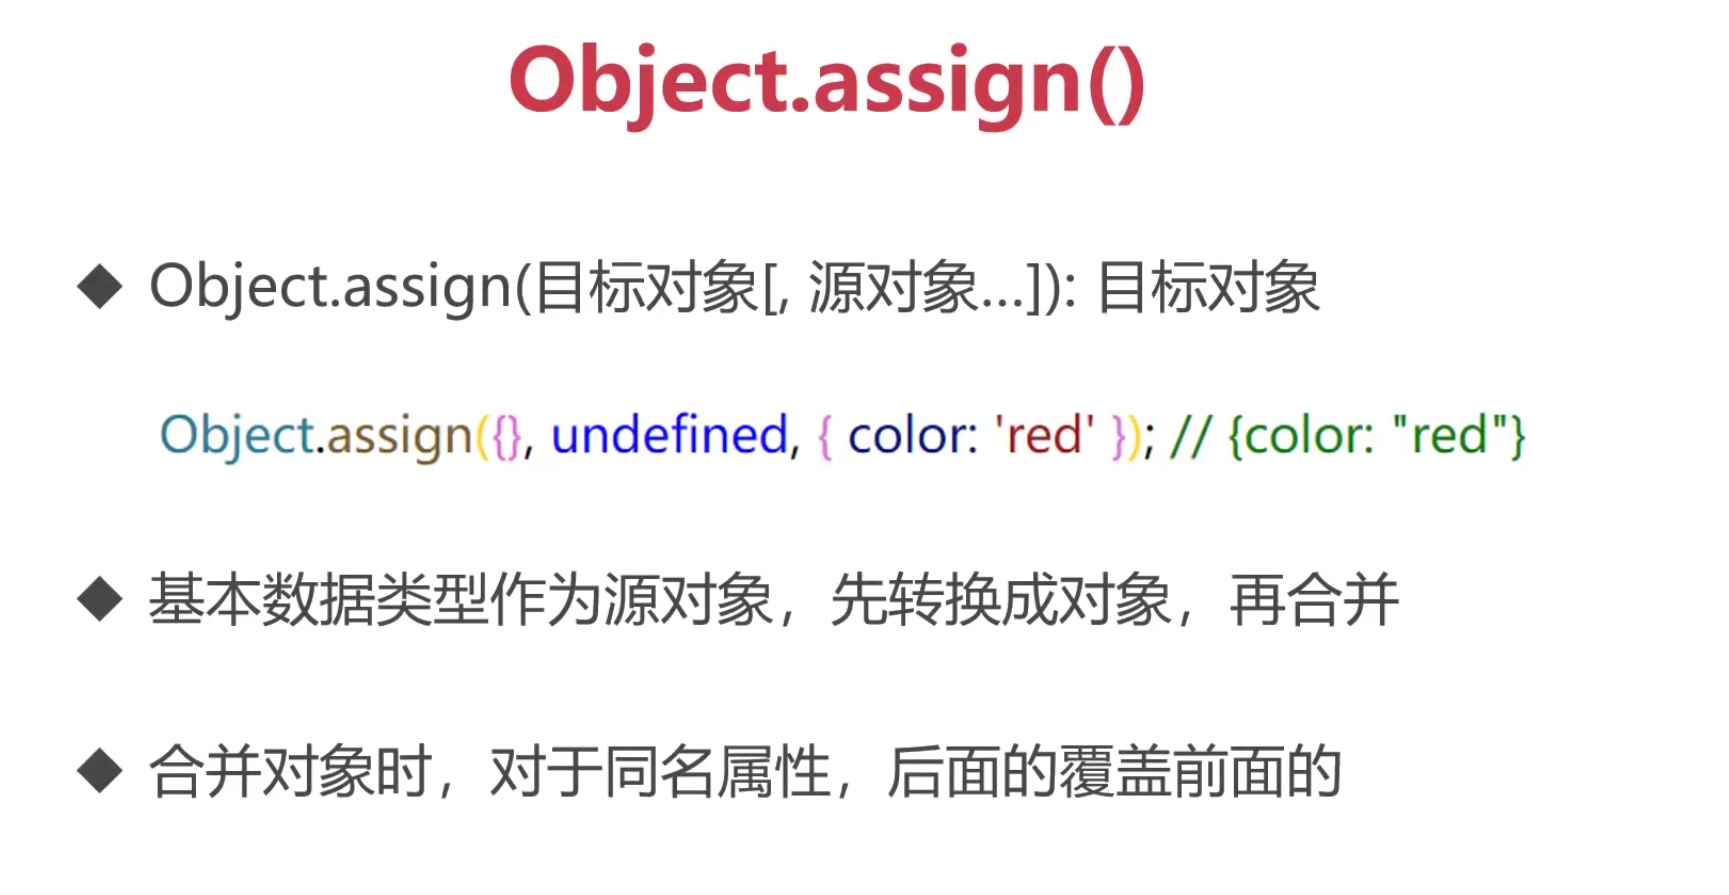 Object.assign()
◆ Object.assign(目标对象[, 源对象...]): 目标对象
Object.assign({}, undefined, { color: 'red' }); // {color: "red"}
◆ 基本数据类型作为源对象，先转换成对象，再合并
◆ 合并对象时，对于同名属性，后面的覆盖前面的